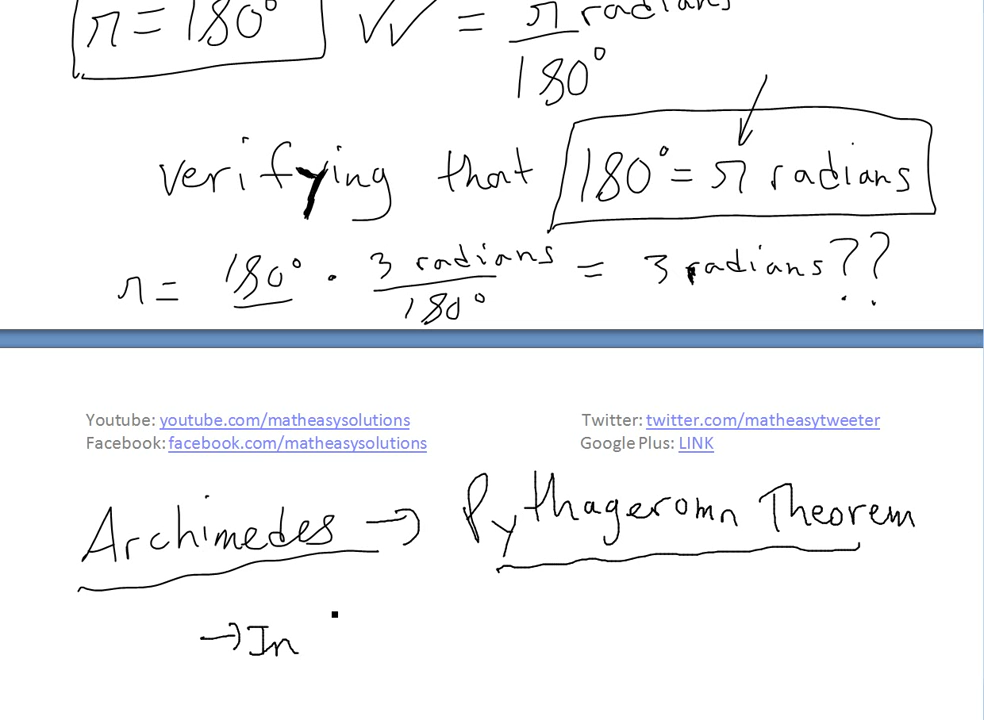 π = 180° √√ = π radians
180°
verifying that 180° = π radians
π = 180° · 3 radians = 3 radians??
180°
Youtube: youtube.com/matheasysolutions Twitter: twitter.com/matheasytweeter
Facebook: facebook.com/matheasysolutions Google Plus: LINK
Archimedes → Pythageromn Theorem
→ In